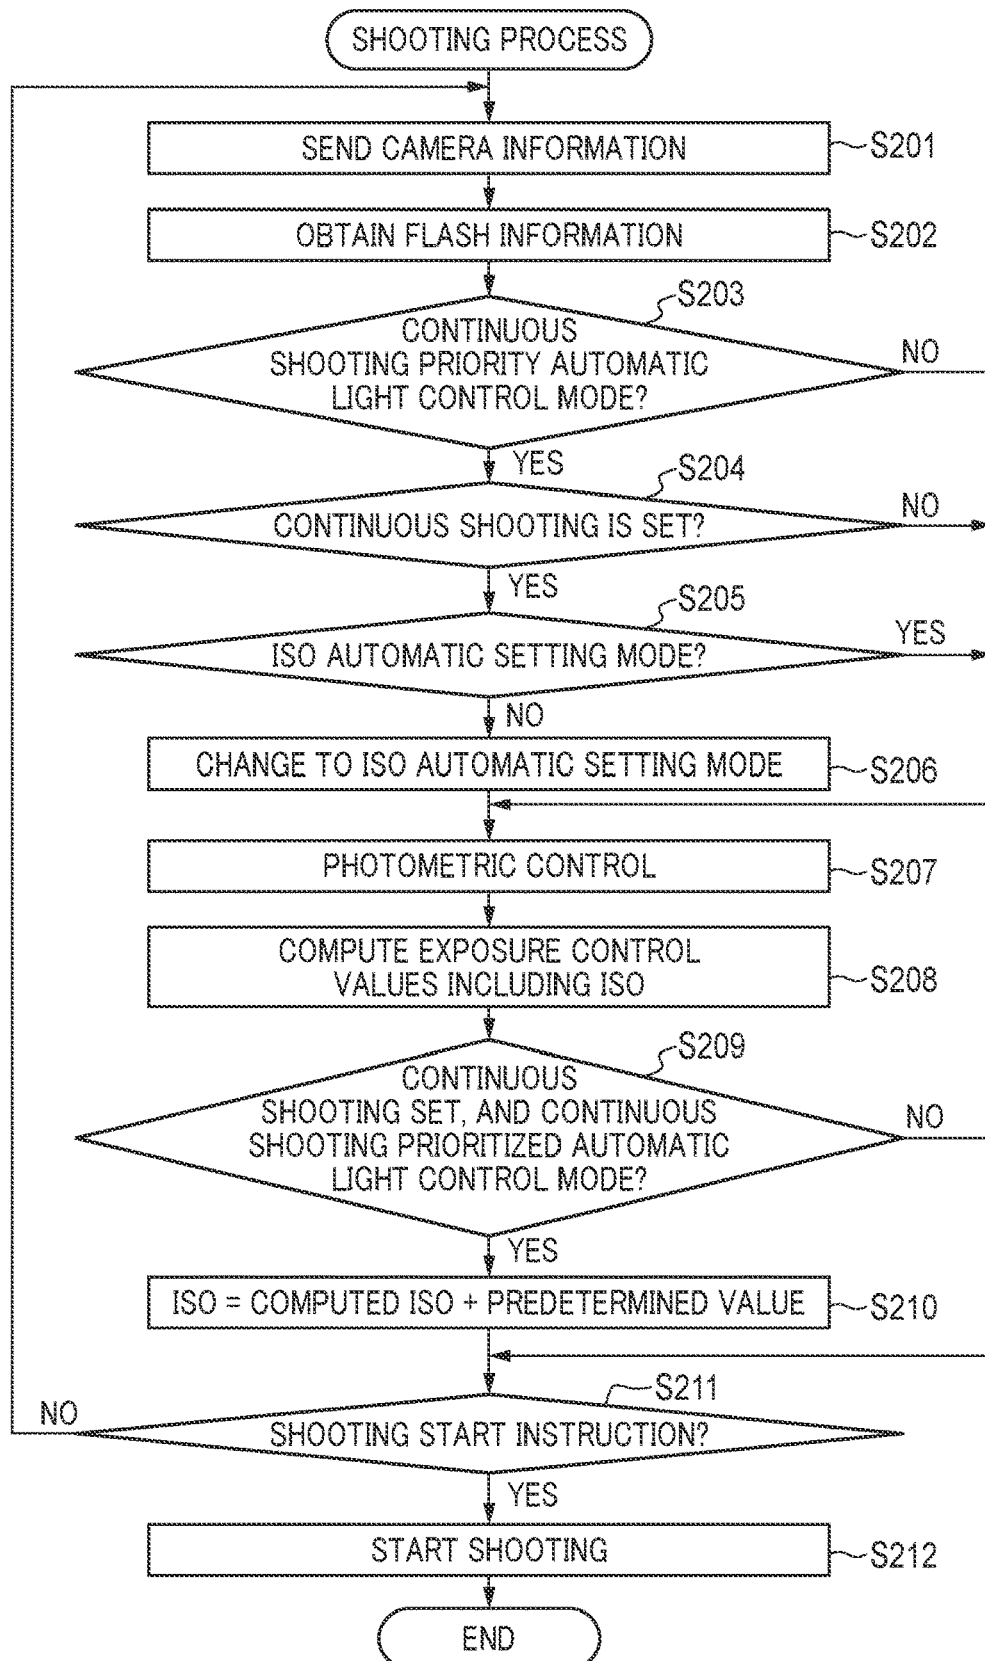 SHOOTING PROCESS
SEND CAMERA INFORMATION
S201
OBTAIN FLASH INFORMATION
S202
S203
CONTINUOUS
SHOOTING PRIORITY AUTOMATIC
LIGHT CONTROL MODE?
NO
YES
S204
CONTINUOUS SHOOTING IS SET?
NO
YES
S205
ISO AUTOMATIC SETTING MODE?
YES
NO
CHANGE TO ISO AUTOMATIC SETTING MODE
S206
PHOTOMETRIC CONTROL
S207
COMPUTE EXPOSURE CONTROL
VALUES INCLUDING ISO
S208
S209
CONTINUOUS
SHOOTING SET, AND CONTINUOUS
SHOOTING PRIORITIZED AUTOMATIC
LIGHT CONTROL MODE?
NO
YES
ISO = COMPUTED ISO + PREDETERMINED VALUE
S210
S211
NO
SHOOTING START INSTRUCTION?
YES
START SHOOTING
S212
END